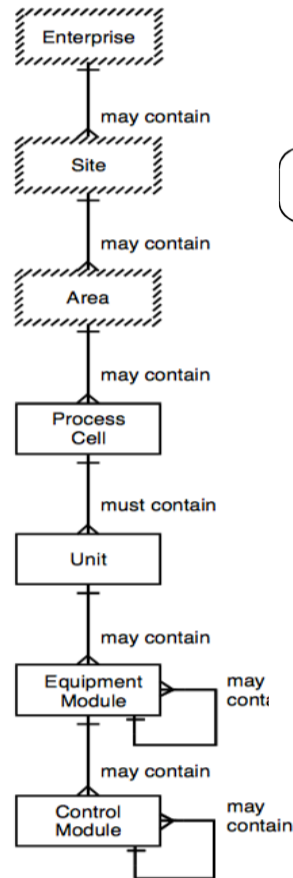 Enterprise
may contain
Site
may contain
Area
may contain
Process
Cell
must contain
Unit
may contain
Equipment
Module
may
may contain
Control
Module
may
contain